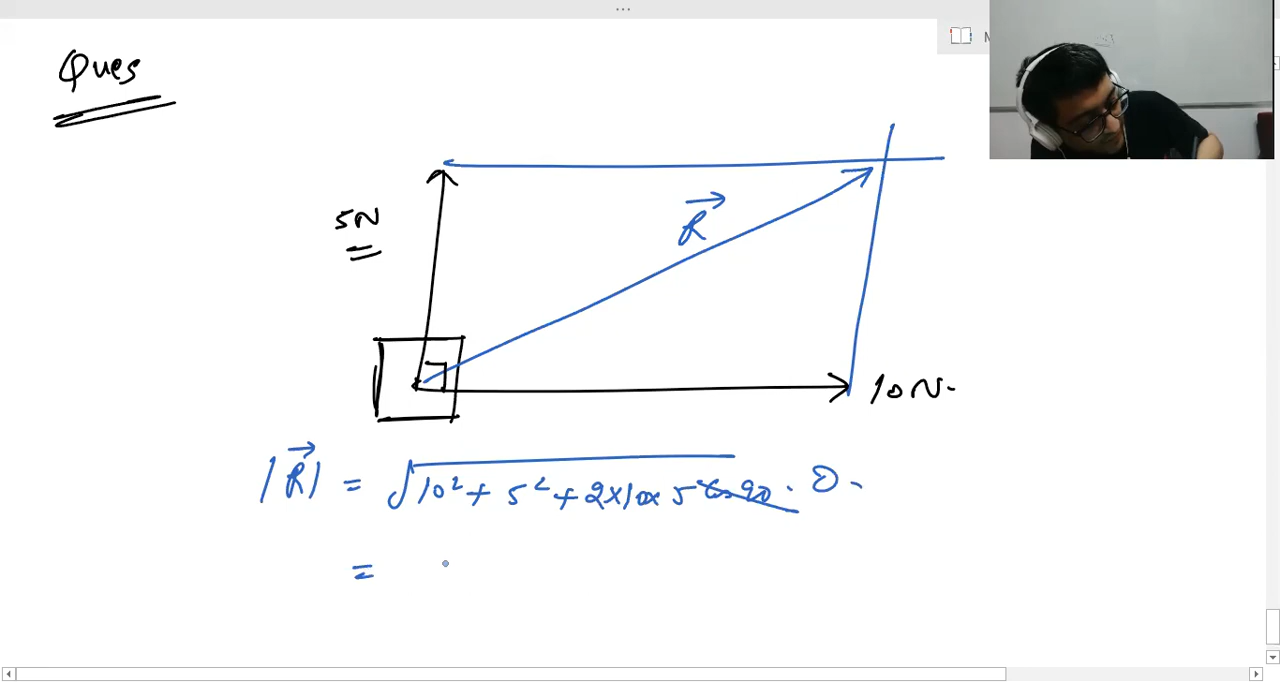 Ques
5N
R
10N.
|R| = √10² + 5² + 2×10×5 cos 90 . 0.
=